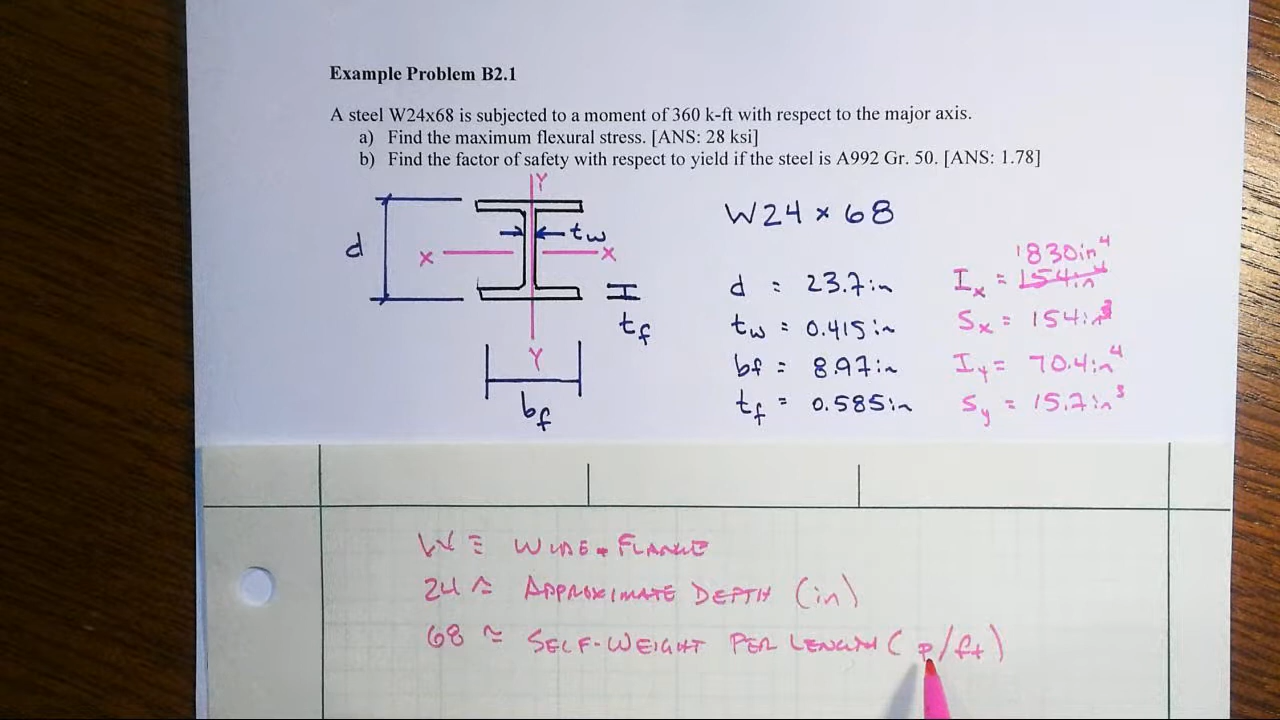 Example Problem B2.1
A steel W24x68 is subjected to a moment of 360 k-ft with respect to the major axis.
a) Find the maximum flexural stress. [ANS: 28 ksi]
b) Find the factor of safety with respect to yield if the steel is A992 Gr. 50. [ANS: 1.78]
Y
d
x
x
tw
tf
Y
bf
W24 x 68
d = 23.7in
tw = 0.415in
bf = 8.97in
tf = 0.585in
1830in⁴
Ix = 154in⁴
Sx = 154in³
Iy = 70.4in⁴
Sy = 15.7in³
W ≡ WIDE-FLANGE
24 ≈ APPROXIMATE DEPTH (in)
68 ≈ SELF-WEIGHT PER LENGTH (p/ft)